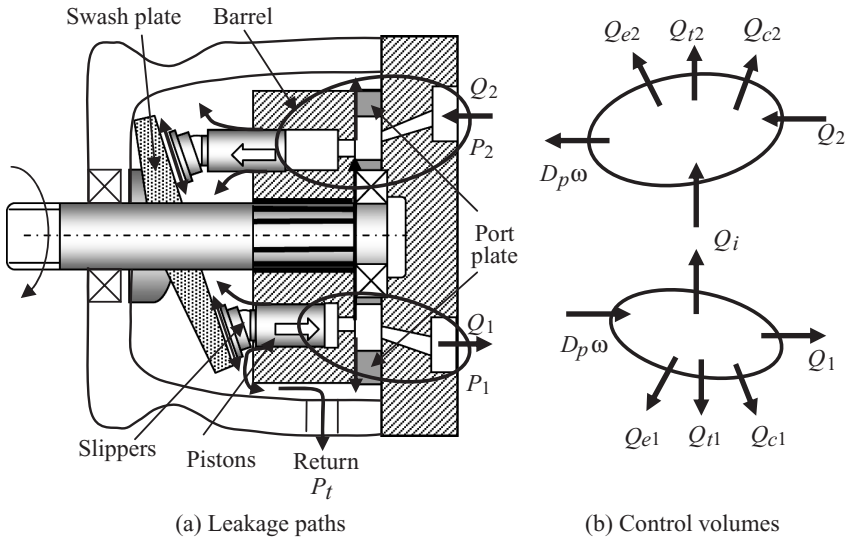 Swash plate
Barrel
Q2
P2
Port
plate
Q1
P1
Slippers
Pistons
Return
Pt
(a) Leakage paths
Qe2
Qt2
Qc2
Q2
Dpω
Qi
Dpω
Q1
Qe1
Qt1
Qc1
(b) Control volumes